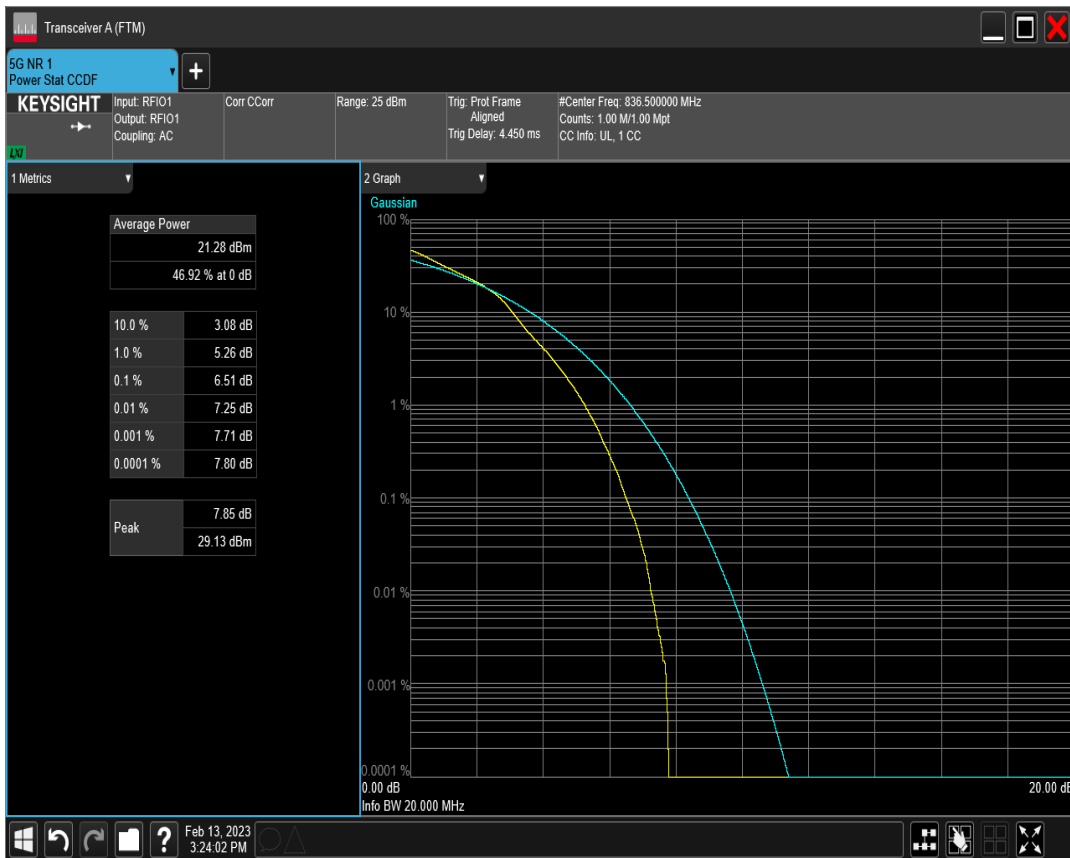 Transceiver A (FTM)
5G NR 1
Power Stat CCDF
+
KEYSIGHT
LXI
Input: RFIO1
Output: RFIO1
Coupling: AC
Corr CCorr
Range: 25 dBm
Trig: Prot Frame
Aligned
Trig Delay: 4.450 ms
#Center Freq: 836.500000 MHz
Counts: 1.00 M/1.00 Mpt
CC Info: UL, 1 CC
1 Metrics
Average Power
21.28 dBm
46.92 % at 0 dB
10.0 % 3.08 dB
1.0 % 5.26 dB
0.1 % 6.51 dB
0.01 % 7.25 dB
0.001 % 7.71 dB
0.0001 % 7.80 dB
Peak 7.85 dB
29.13 dBm
2 Graph
Gaussian
100 %
10 %
1 %
0.1 %
0.01 %
0.001 %
0.0001 %
0.00 dB 20.00 dB
Info BW 20.000 MHz
?
Feb 13, 2023
3:24:02 PM